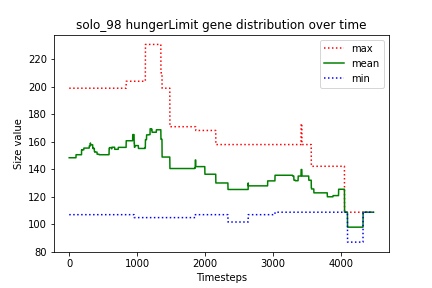 solo_98 hungerLimit gene distribution over time
max
mean
min
Size value
220
200
180
160
140
120
100
80
0
1000
2000
3000
4000
Timesteps